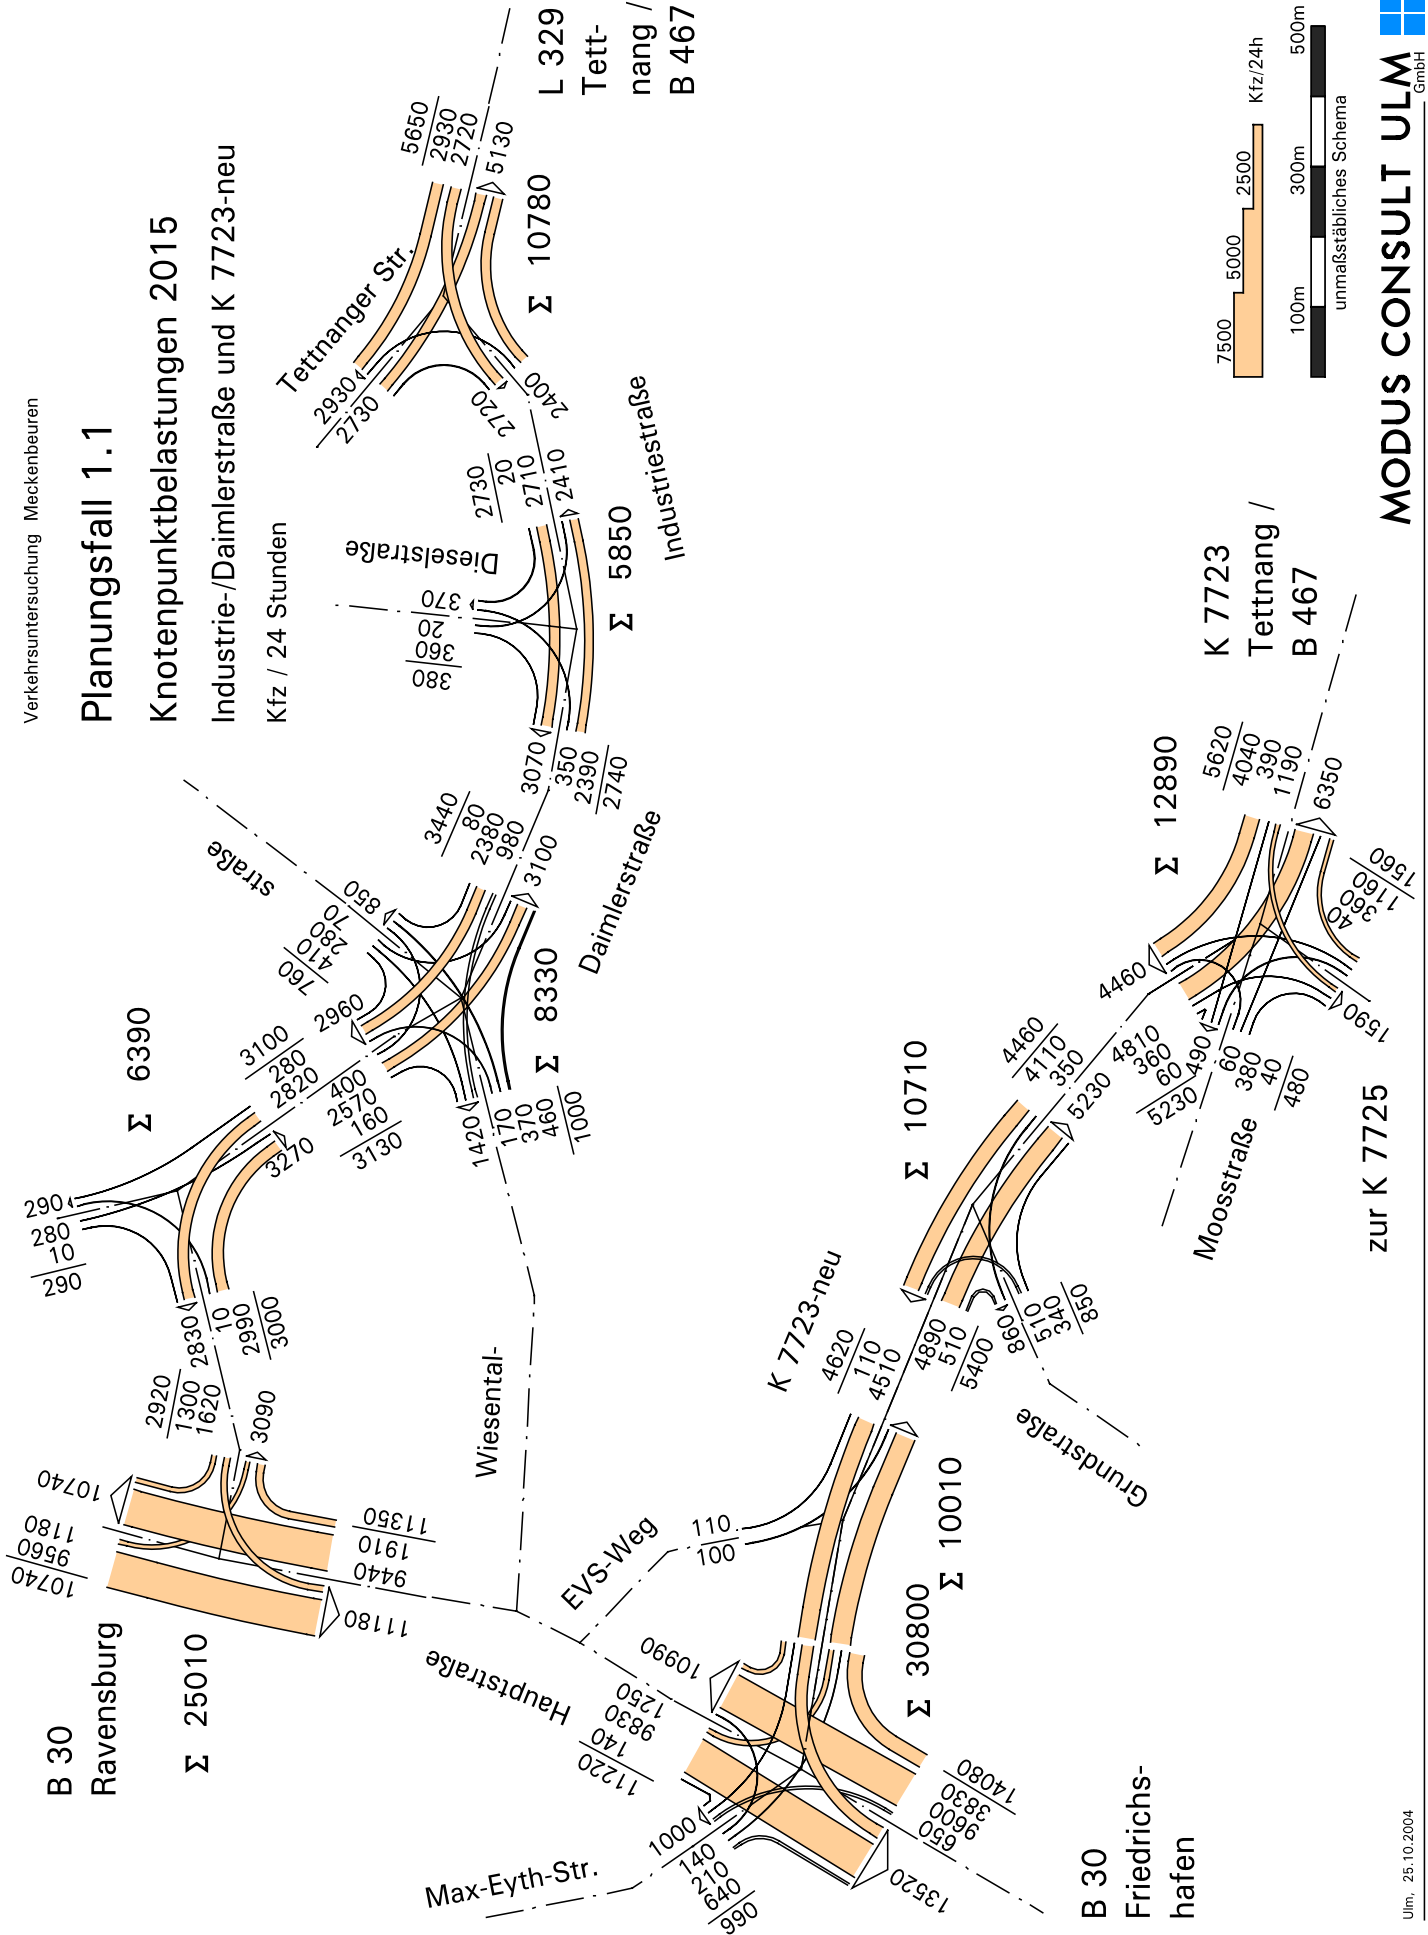 Verkehrsuntersuchung Meckenbeuren
Planungsfall 1.1
Knotenpunktbelastungen 2015
Industrie-/Daimlerstraße und K 7723-neu
Kfz / 24 Stunden
B 30
Ravensburg
Σ 25010
10740
1180
9560
10740
11350
1910
9440
11180
2920
1300
1620
3090
Σ 6390
290
280
10
290
2830
10
2990
3000
3100
280
2820
3270
straße
850
70
280
410
760
2960
400
2570
160
3130
1420
170
370
460
1000
3440
80
2380
980
3100
Σ 8330
Daimlerstraße
Dieselstraße
370
20
360
380
3070
350
2390
2740
2730
20
2710
2410
Σ 5850
Industriestraße
Tettnanger Str.
2930
2730
2720
2400
5650
2930
2720
5130
Σ 10780
L 329
Tett-
nang /
B 467
Wiesental-
Hauptstraße
EVS-Weg
110
100
Max-Eyth-Str.
1000
140
210
640
990
10990
1250
9830
140
11220
14080
3830
9600
650
13520
Σ 30800
B 30
Friedrichs-
hafen
Σ 10010
K 7723-neu
4620
110
4510
4890
510
5400
860
510
340
850
Grundstraße
Σ 10710
4460
4110
350
5230
4460
4810
360
60
5230
490
60
380
40
480
Moosstraße
zur K 7725
1590
1560
1160
360
40
5620
4040
390
1190
6350
Σ 12890
K 7723
Tettnang /
B 467
7500
5000
2500
Kfz/24h
100m
300m
500m
unmaßstäbliches Schema
MODUS CONSULT ULM
GmbH
Ulm, 25.10.2004